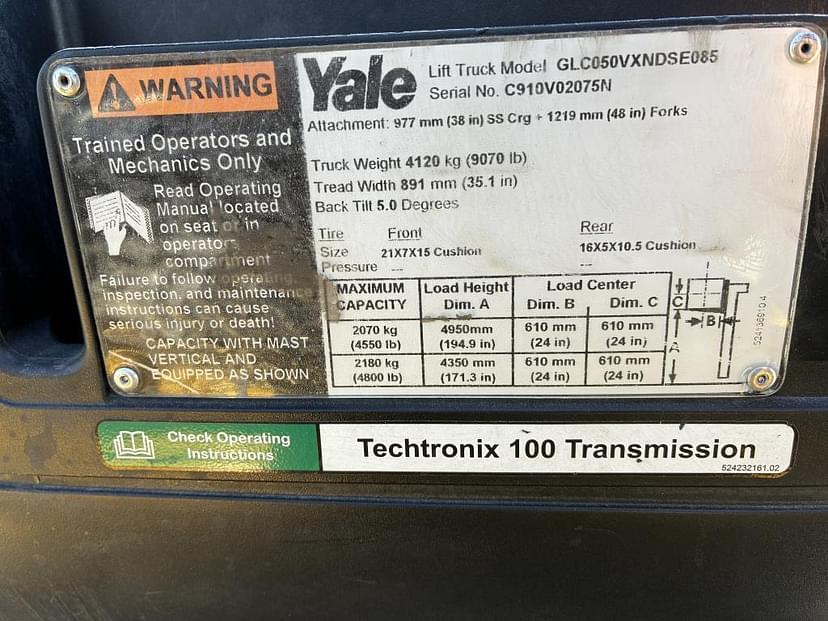 WARNING
Trained Operators and
Mechanics Only
Read Operating
Manual located
on seat or in
operators
compartment
Failure to follow operating
inspection, and maintenance
instructions can cause
serious injury or death!
CAPACITY WITH MAST
VERTICAL AND
EQUIPPED AS SHOWN
Yale
Lift Truck Model GLC050VXNDSE085
Serial No. C910V02075N
Attachment: 977 mm (38 in) SS Crg + 1219 mm (48 in) Forks
Truck Weight 4120 kg (9070 lb)
Tread Width 891 mm (35.1 in)
Back Tilt 5.0 Degrees
Tire Front Rear
Size 21X7X15 Cushion 16X5X10.5 Cushion
Pressure --- ---
MAXIMUM CAPACITY Load Height Dim. A Load Center Dim. B Dim. C
2070 kg (4550 lb) 4950mm (194.9 in) 610 mm (24 in) 610 mm (24 in)
2180 kg (4800 lb) 4350 mm (171.3 in) 610 mm (24 in) 610 mm (24 in)
C
B
A
524136910 4
Check Operating
Instructions
Techtronix 100 Transmission
524232161.02